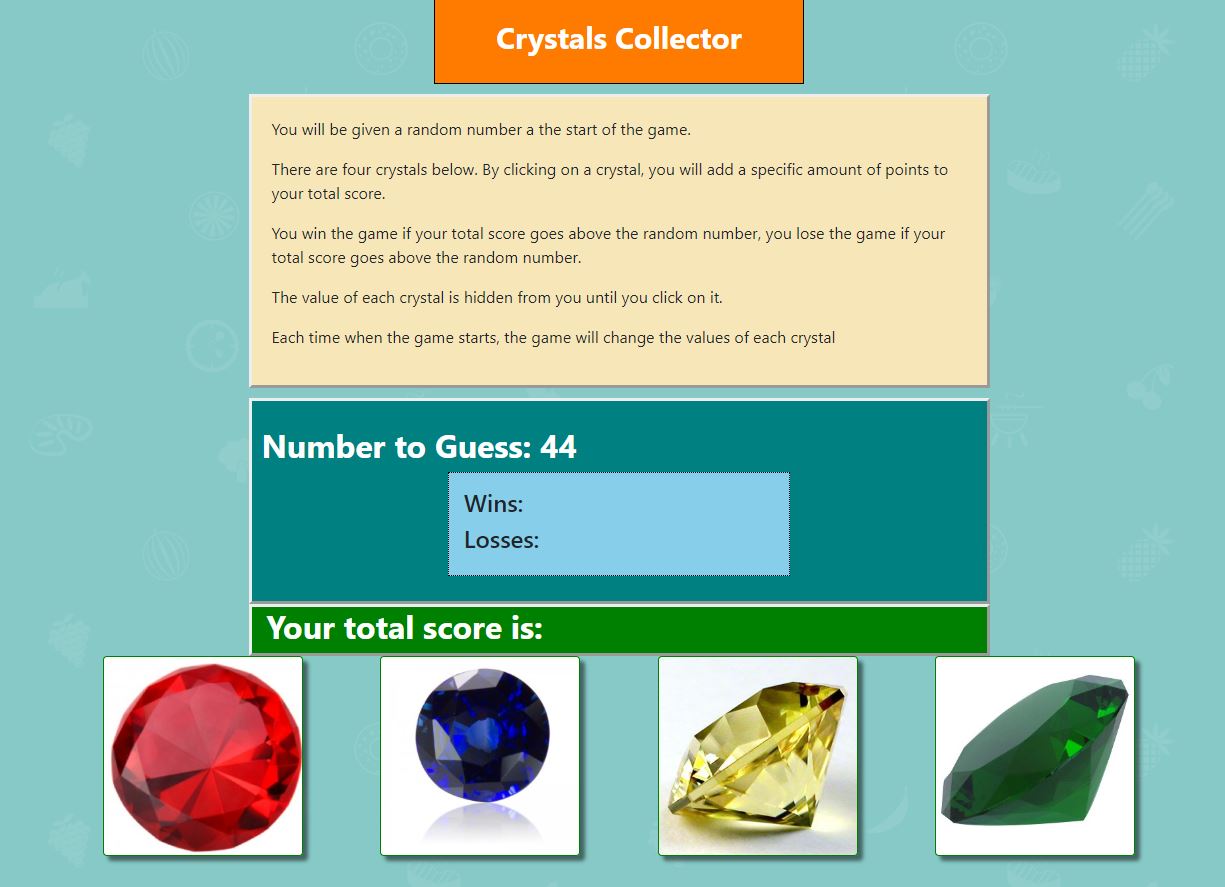 Crystals Collector
You will be given a random number a the start of the game.
There are four crystals below. By clicking on a crystal, you will add a specific amount of points to
your total score.
You win the game if your total score goes above the random number, you lose the game if your
total score goes above the random number.
The value of each crystal is hidden from you until you click on it.
Each time when the game starts, the game will change the values of each crystal
Number to Guess: 44
Wins:
Losses:
Your total score is: